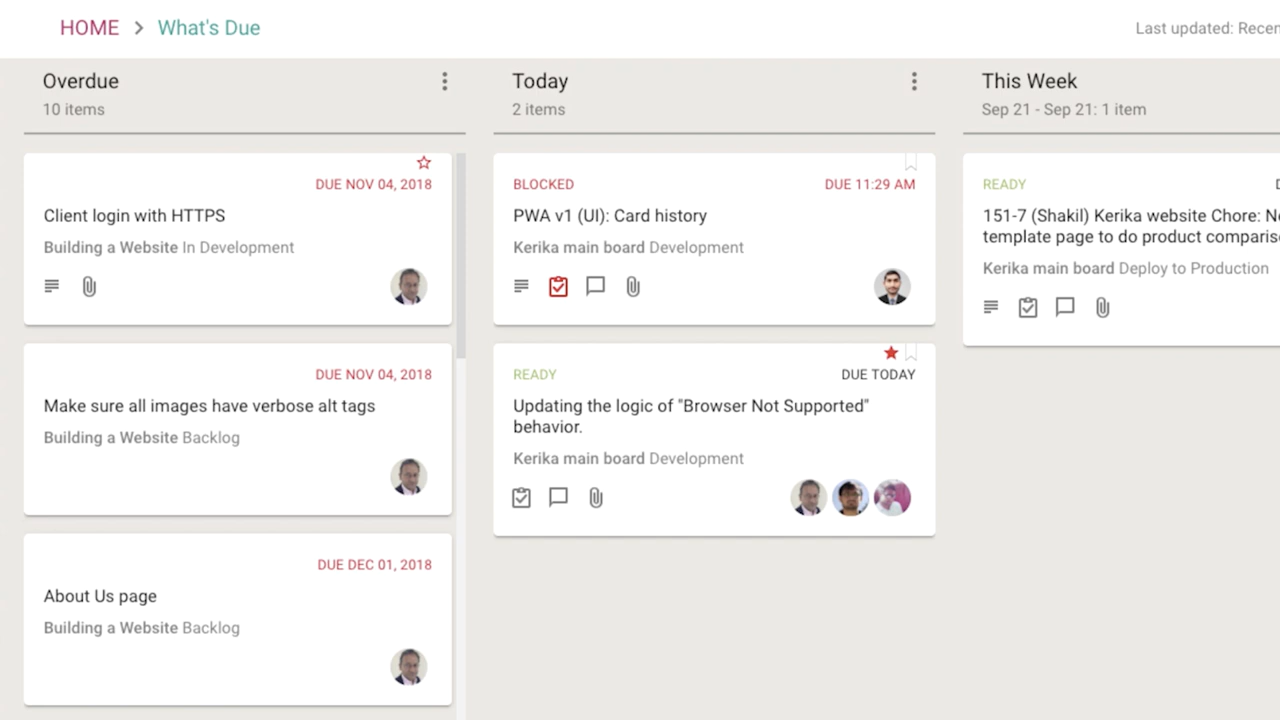 HOME > What's Due
Last updated: Recen
Overdue
10 items
DUE NOV 04, 2018
Client login with HTTPS
Building a Website In Development
DUE NOV 04, 2018
Make sure all images have verbose alt tags
Building a Website Backlog
DUE DEC 01, 2018
About Us page
Building a Website Backlog
Today
2 items
BLOCKED DUE 11:29 AM
PWA v1 (UI): Card history
Kerika main board Development
READY DUE TODAY
Updating the logic of "Browser Not Supported"
behavior.
Kerika main board Development
This Week
Sep 21 - Sep 21: 1 item
READY
151-7 (Shakil) Kerika website Chore:
template page to do product comparis
Kerika main board Deploy to Production